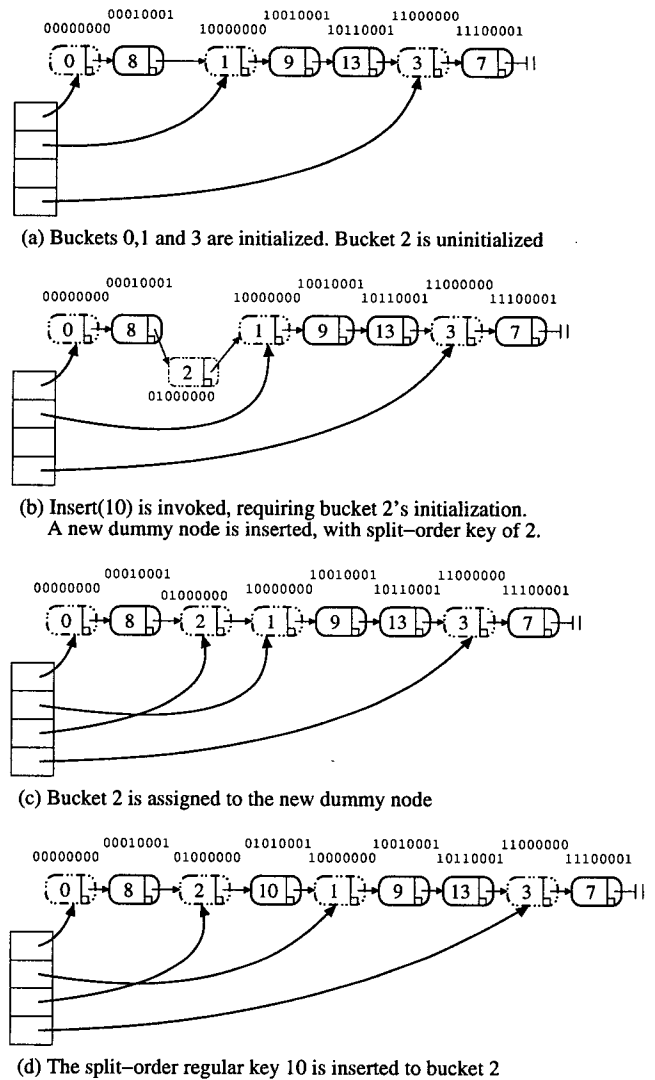 00010001 10010001 11000000
00000000 10000000 10110001 11100001
0 8 1 9 13 3 7
(a) Buckets 0,1 and 3 are initialized. Bucket 2 is uninitialized
00010001 10010001 11000000
00000000 10000000 10110001 11100001
0 8 1 9 13 3 7
2
01000000
(b) Insert(10) is invoked, requiring bucket 2's initialization.
A new dummy node is inserted, with split–order key of 2.
00010001 10010001 11000000
00000000 01000000 10000000 10110001 11100001
0 8 2 1 9 13 3 7
(c) Bucket 2 is assigned to the new dummy node
00010001 01010001 10010001 11000000
00000000 01000000 10000000 10110001 11100001
0 8 2 10 1 9 13 3 7
(d) The split–order regular key 10 is inserted to bucket 2